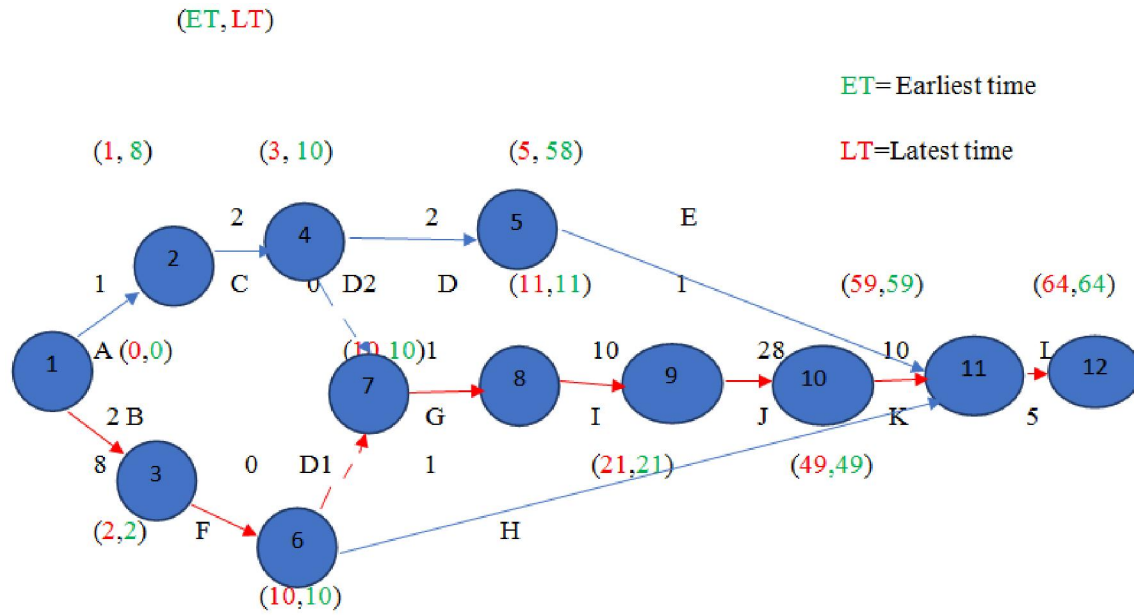 (ET, LT)
ET= Earliest time
(1, 8) (3, 10) (5, 58) LT=Latest time
2 2 E
4 5
2
1 C 0 D2 D (11,11) 1 (59,59) (64,64)
1 A (0,0) (10,10) 1 10 28 10 L
7 8 9 10 11 12
2 B G I J K 5
8 0 D1 1 (21,21) (49,49)
3
(2,2) F H
6
(10,10)